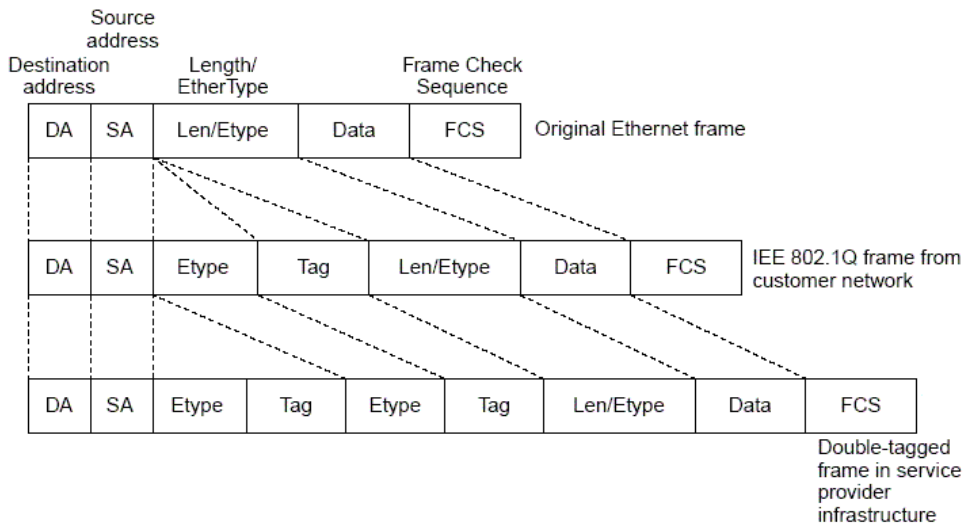 Source
address
Destination
address
Length/
EtherType
Frame Check
Sequence
DA SA Len/Etype Data FCS Original Ethernet frame
DA SA Etype Tag Len/Etype Data FCS
IEE 802.1Q frame from
customer network
DA SA Etype Tag Etype Tag Len/Etype Data FCS
Double-tagged
frame in service
provider
infrastructure